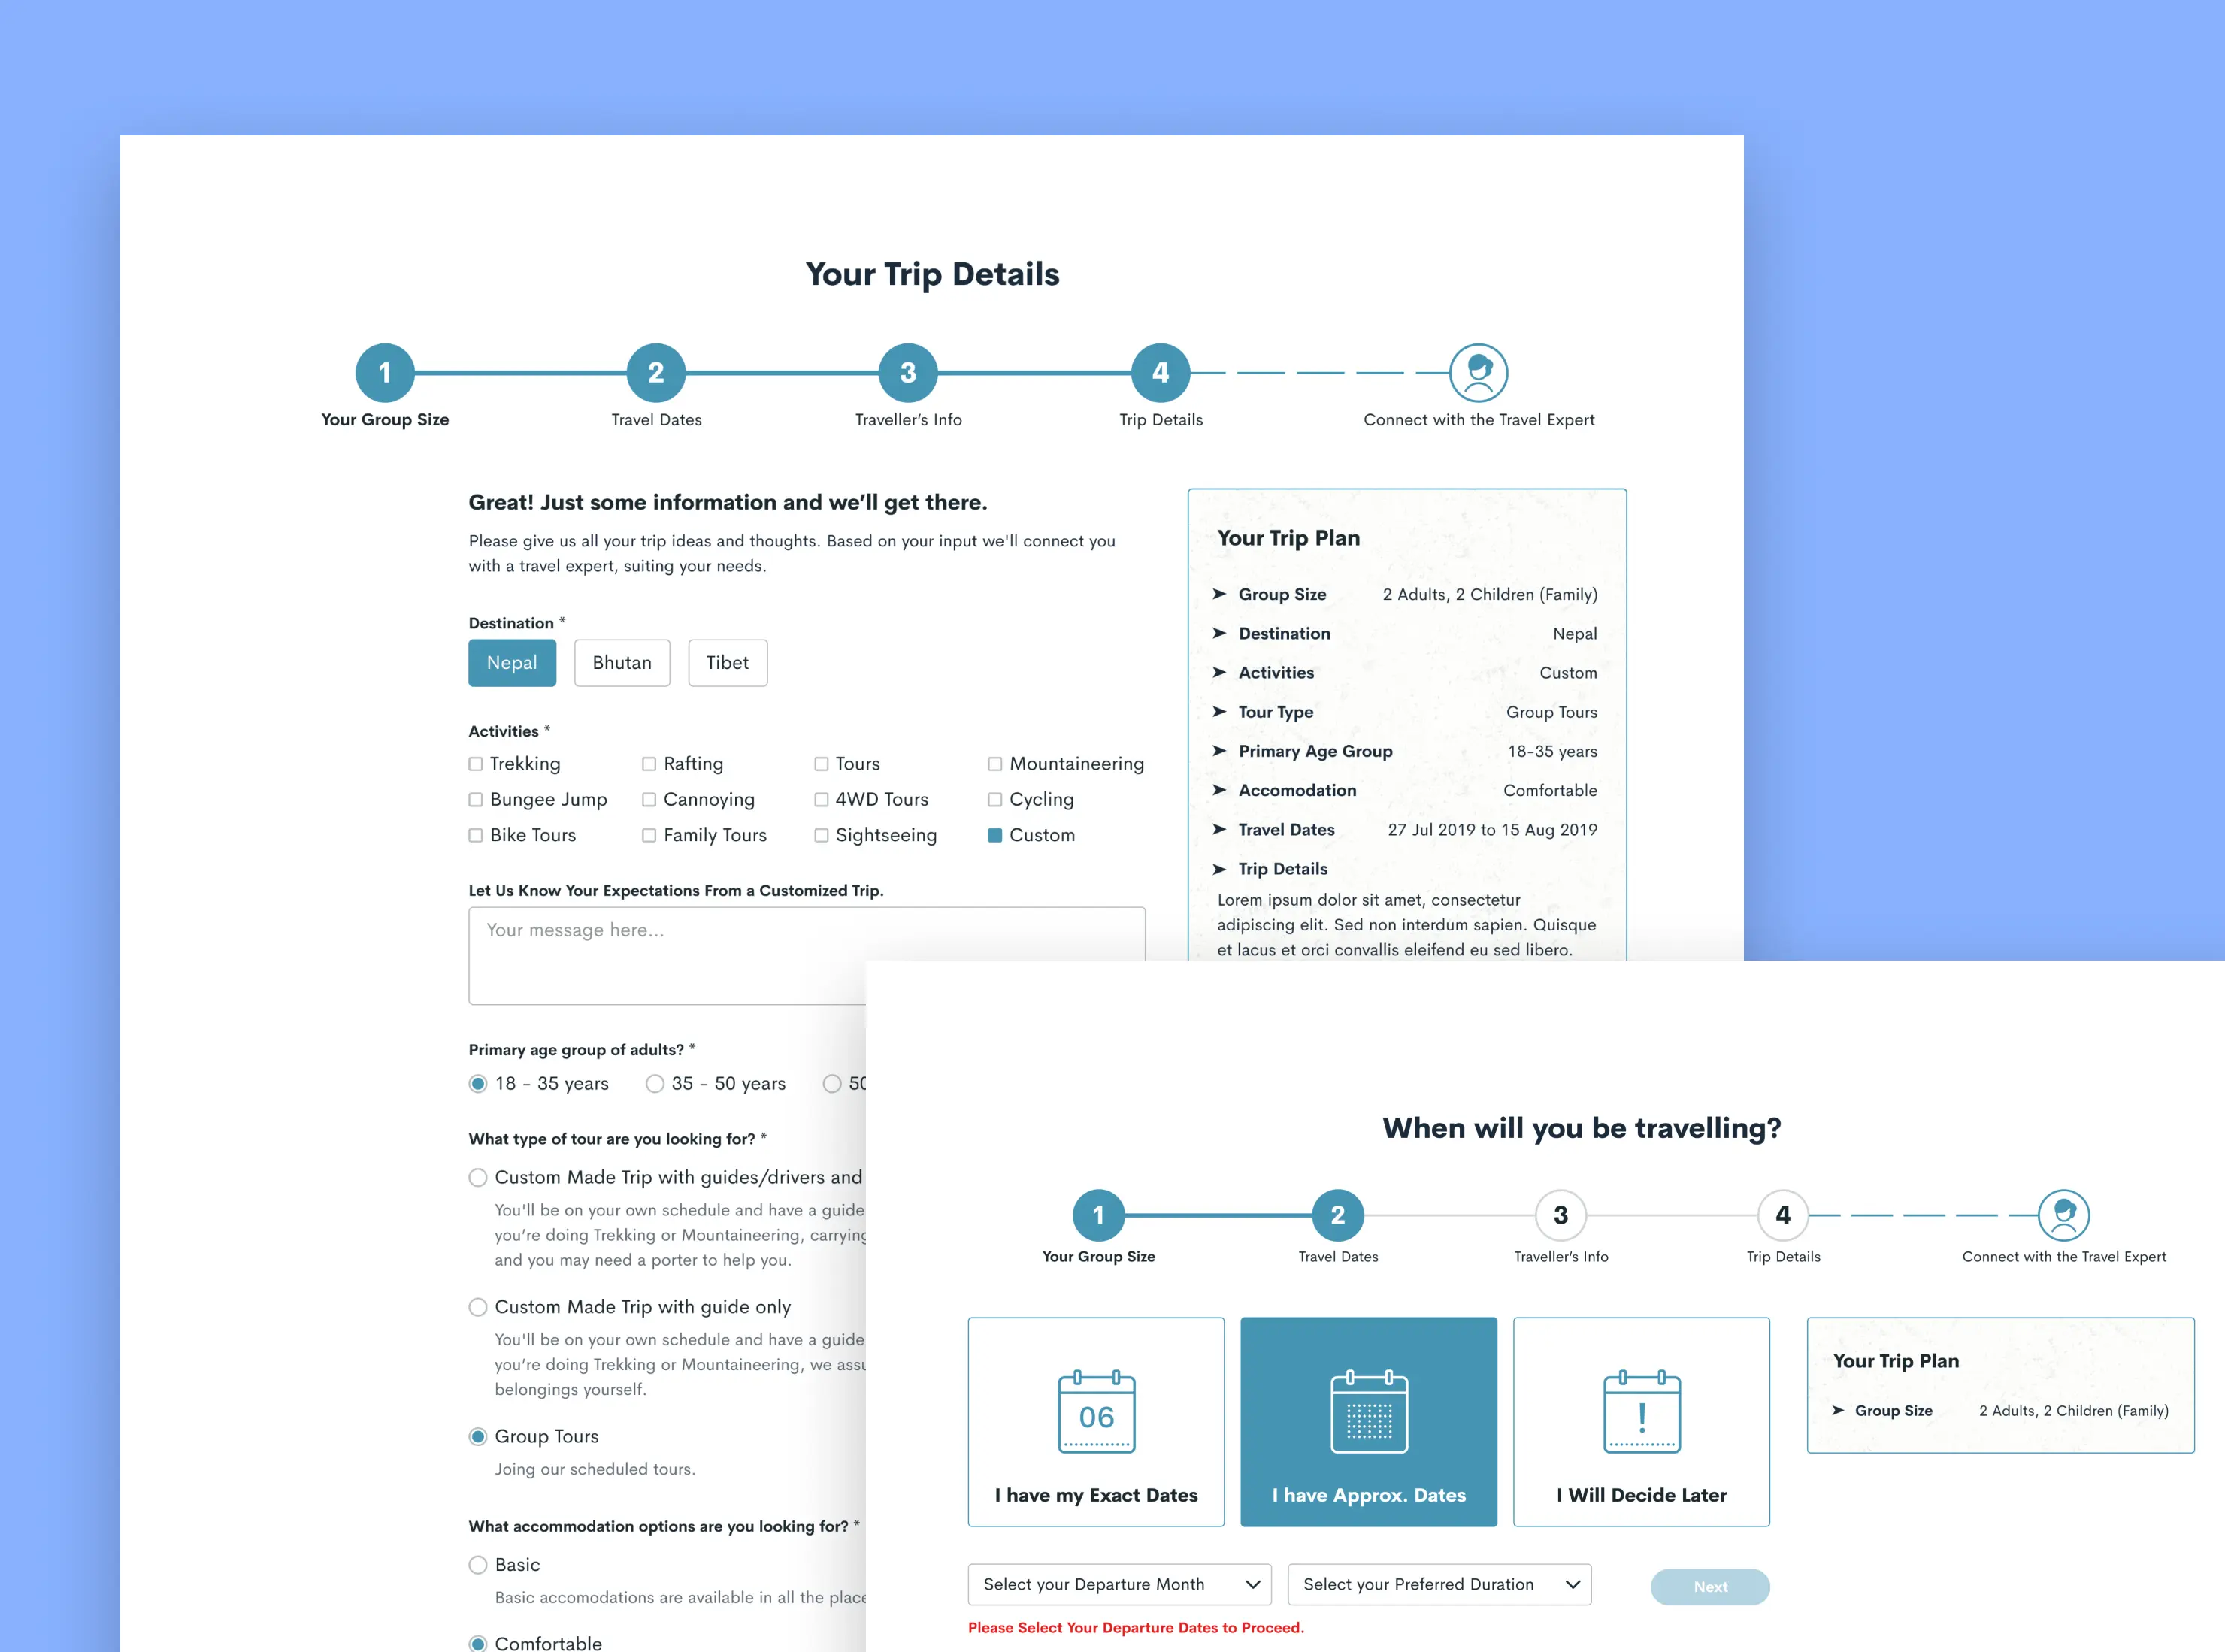 Your Trip Details
1
2
3
4
Your Group Size
Travel Dates
Traveller's Info
Trip Details
Connect with the Travel Expert
Great! Just some information and we'll get there.
Please give us all your trip ideas and thoughts. Based on your input we'll connect you
with a travel expert, suiting your needs.
Destination *
Nepal
Bhutan
Tibet
Activities *
Trekking
Rafting
Tours
Mountaineering
Bungee Jump
Cannoying
4WD Tours
Cycling
Bike Tours
Family Tours
Sightseeing
Custom
Let Us Know Your Expectations From a Customized Trip.
Your message here...
Primary age group of adults? *
18 - 35 years
35 - 50 years
50
What type of tour are you looking for? *
Custom Made Trip with guides/drivers and
You'll be on your own schedule and have a guide
you're doing Trekking or Mountaineering, carrying
and you may need a porter to help you.
Custom Made Trip with guide only
You'll be on your own schedule and have a guide
you're doing Trekking or Mountaineering, we
belongings yourself.
Group Tours
Joing our scheduled tours.
What accommodation options are you looking for? *
Basic
Basic accomodations are available in all the place
Comfortable
Your Trip Plan
Group Size 2 Adults, 2 Children (Family)
Destination Nepal
Activities Custom
Tour Type Group Tours
Primary Age Group 18-35 years
Accomodation Comfortable
Travel Dates 27 Jul 2019 to 15 Aug 2019
Trip Details
Lorem ipsum dolor sit amet, consectetur
adipiscing elit. Sed non interdum sapien. Quisque
et lacus et orci convallis eleifend eu sed libero.
When will you be travelling?
1
2
3
4
Your Group Size
Travel Dates
Traveller's Info
Trip Details
Connect with the Travel Expert
06
I have my Exact Dates
I have Approx. Dates
!
I Will Decide Later
Your Trip Plan
Group Size 2 Adults, 2 Children (Family)
Select your Departure Month
Select your Preferred Duration
Next
Please Select Your Departure Dates to Proceed.